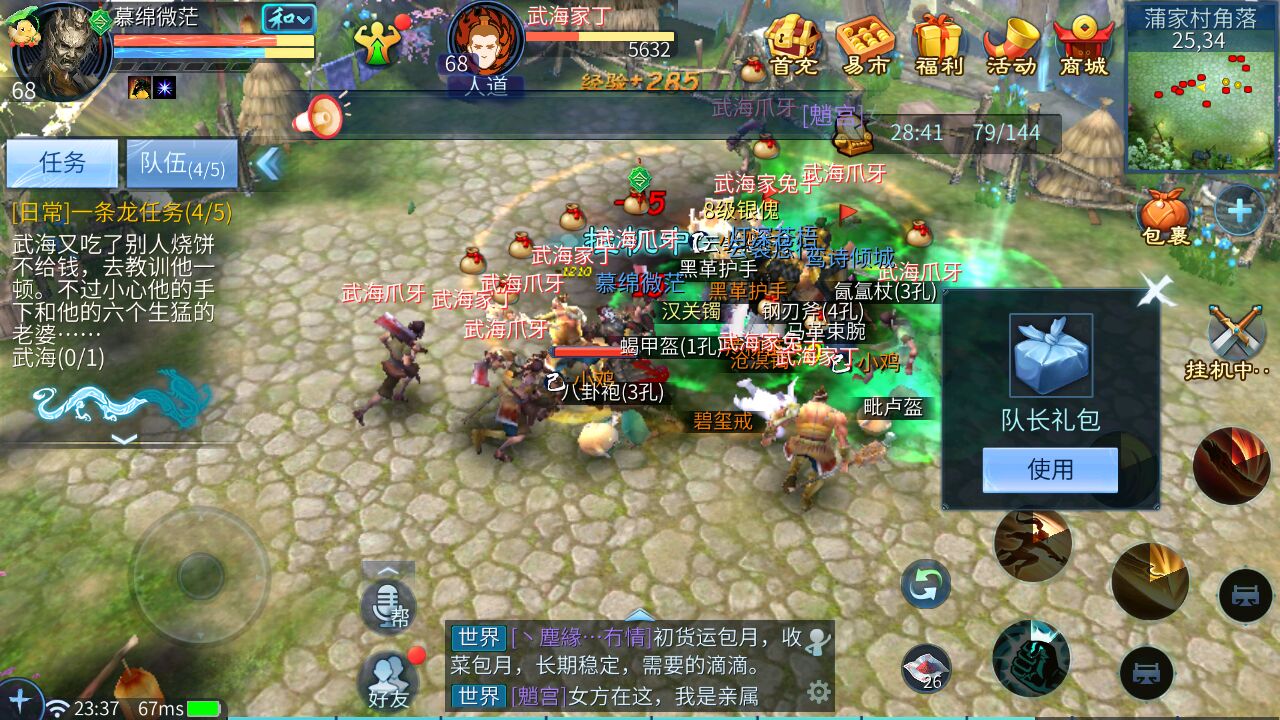 慕绵微茫
和
68
武海家丁
5632
68
人道
经验+285
首充
易市
福利
活动
商城
蒲家村角落
25,34
武海爪牙
[魈宫]
28:41
79/144
任务
队伍(4/5)
[日常]一条龙任务(4/5)
武海又吃了别人烧饼
不给钱，去教训他一
顿。不过小心他的手
下和他的六个生猛的
老婆……
武海(0/1)
包裹
武海爪牙
8级银傀
武海爪牙
武海家丁
1210
鸾诗倾城
武海爪牙
黑革护手
慕绵微茫
武海爪牙
黑革护手
氤氲杖(3孔)
武海爪牙
武海家丁
汉关镯
钢刃斧(4孔)
马革束腕
武海爪牙
蝎甲盔(1孔)
小鸡
小鸡
八卦袍(3孔)
毗卢盔
碧玺戒
挂机中··
队长礼包
使用
帮
好友
世界 [丶塵緣…冇情]初货运包月，收
菜包月，长期稳定，需要的滴滴。
世界 [魈宫]女方在这，我是亲属
26
23:37
67ms